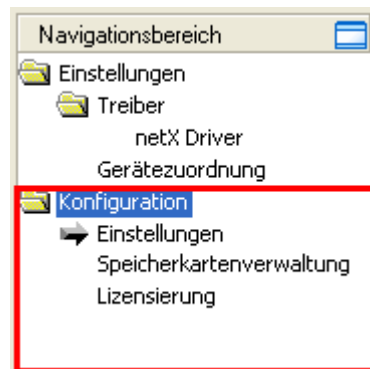 Navigationsbereich
Einstellungen
Treiber
netX Driver
Gerätezuordnung
Konfiguration
Einstellungen
Speicherkartenverwaltung
Lizensierung